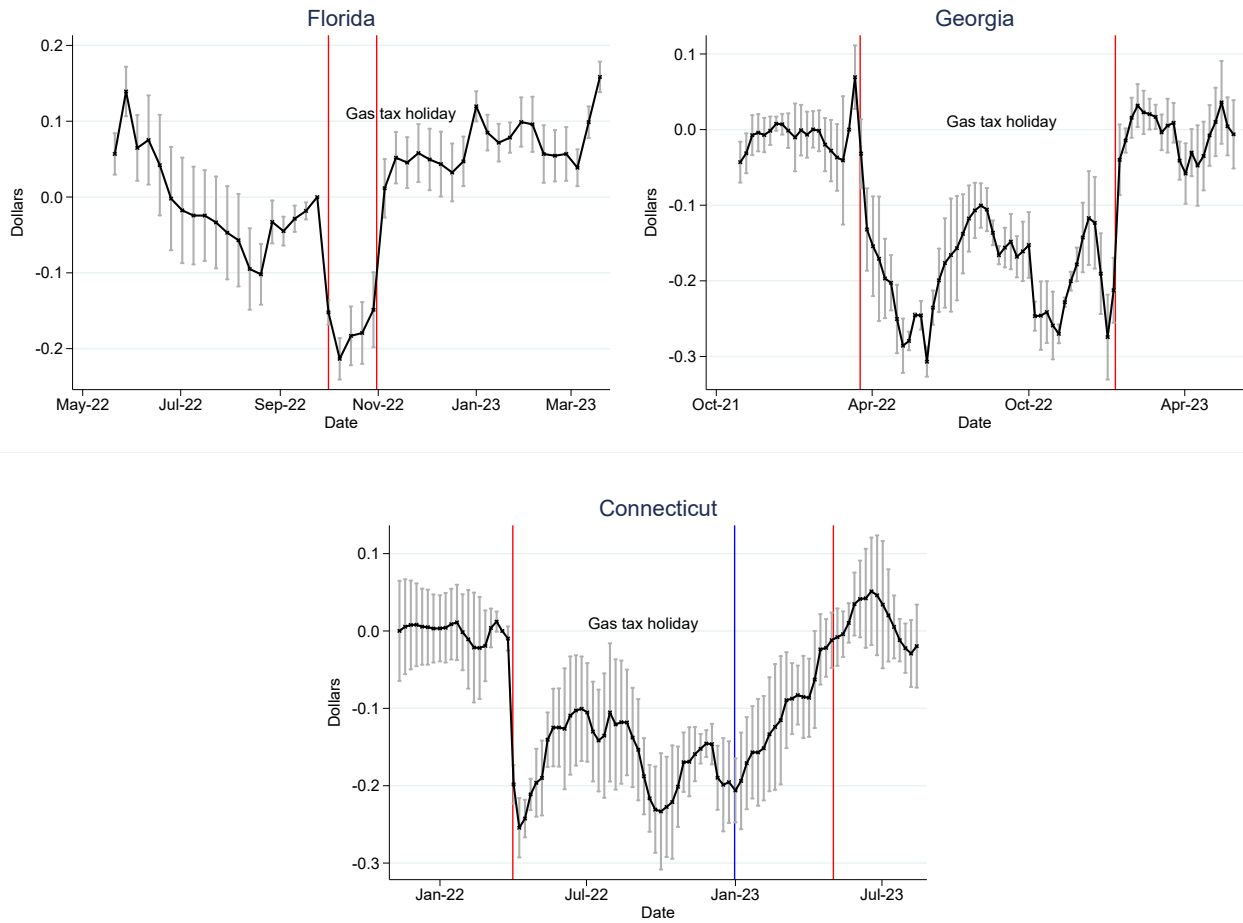 Florida
0.2
0.1
0.0
-0.1
-0.2
Dollars
Gas tax holiday
May-22 Jul-22 Sep-22 Nov-22 Jan-23 Mar-23
Date
Georgia
0.1
0.0
-0.1
-0.2
-0.3
Dollars
Gas tax holiday
Oct-21 Apr-22 Oct-22 Apr-23
Date
Connecticut
0.1
0.0
-0.1
-0.2
-0.3
Dollars
Gas tax holiday
Jan-22 Jul-22 Jan-23 Jul-23
Date